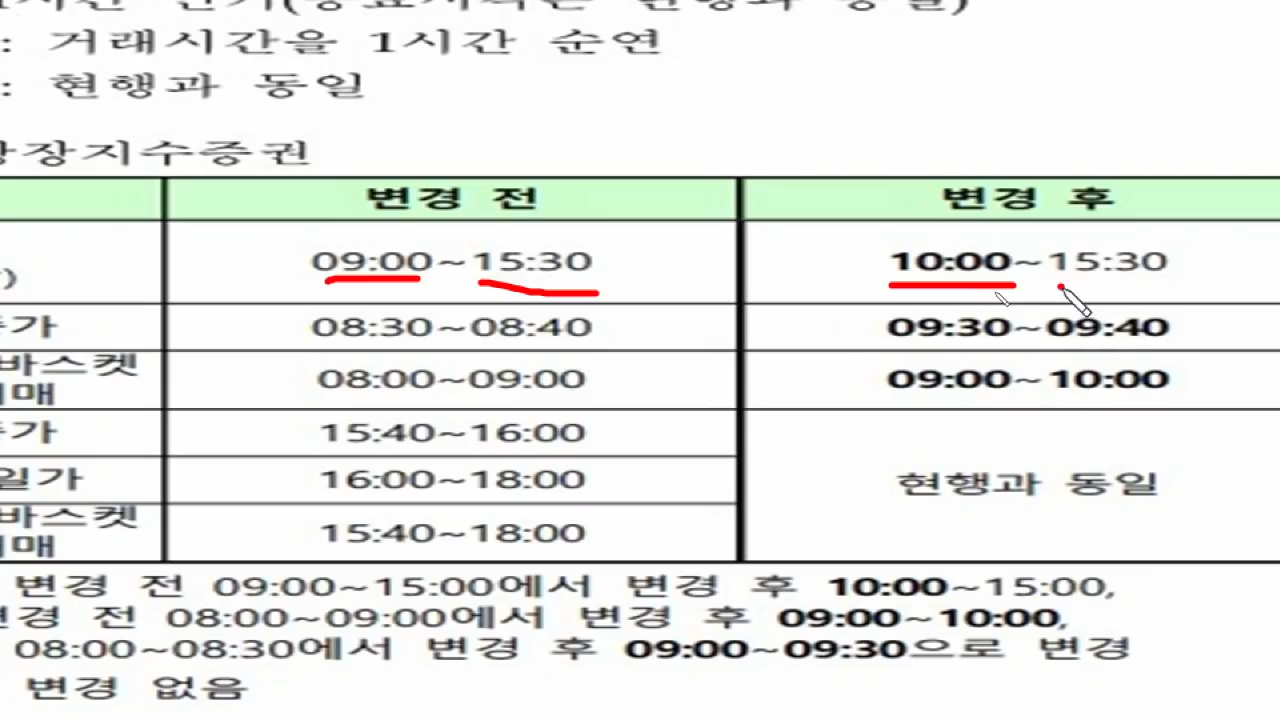 : 거래시간을 1시간 순연
: 현행과 동일
장지수증권
변경 전 변경 후
09:00~15:30 10:00~15:30
)
가 08:30~08:40 09:30~09:40
바스켓
매 08:00~09:00 09:00~10:00
가 15:40~16:00
일가 16:00~18:00 현행과 동일
바스켓
매 15:40~18:00
변경 전 09:00~15:00에서 변경 후 10:00~15:00,
변경 전 08:00~09:00에서 변경 후 09:00~10:00,
08:00~08:30에서 변경 후 09:00~09:30으로 변경
변경 없음